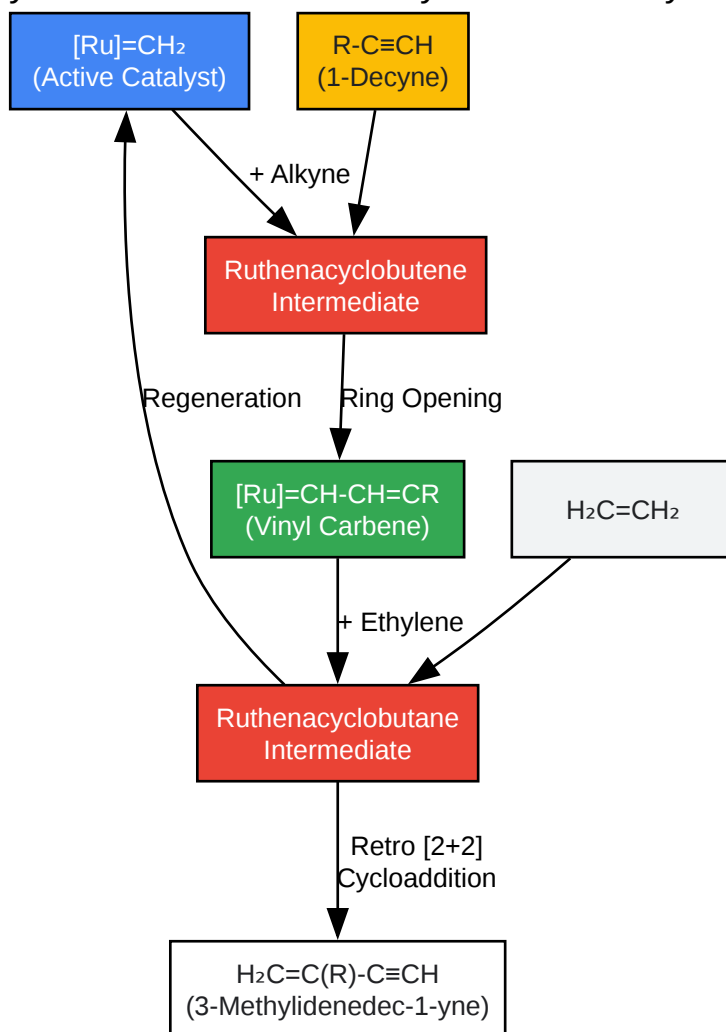 [Ru]=CH₂
(Active Catalyst)
R-C≡CH
(1-Decyne)
+ Alkyne
Ruthenacyclobutene
Intermediate
Regeneration
Ring Opening
[Ru]=CH-CH=CR
(Vinyl Carbene)
H₂C=CH₂
+ Ethylene
Ruthenacyclobutane
Intermediate
Retro [2+2]
Cycloaddition
H₂C=C(R)-C≡CH
(3-Methylidenedec-1-yne)